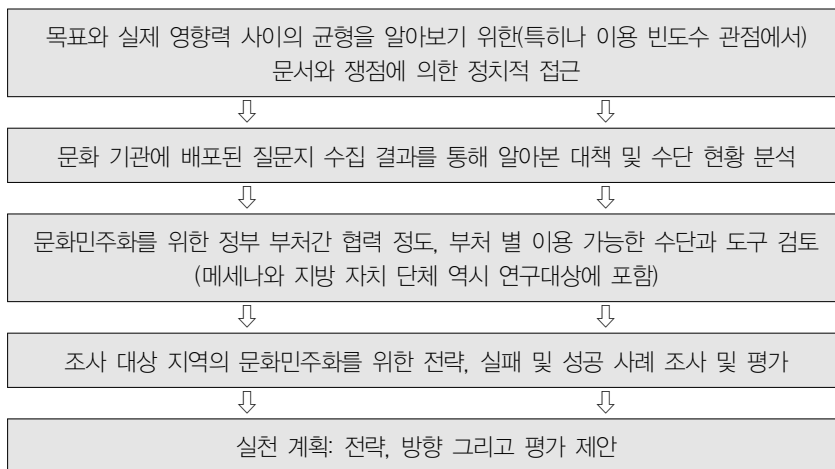 목표와 실제 영향력 사이의 균형을 알아보기 위한(특히나 이용 빈도수 관점에서)
문서와 쟁점에 의한 정치적 접근
문화 기관에 배포된 질문지 수집 결과를 통해 알아본 대책 및 수단 현황 분석
문화민주화를 위한 정부 부처간 협력 정도, 부처 별 이용 가능한 수단과 도구 검토
(메세나와 지방 자치 단체 역시 연구대상에 포함)
조사 대상 지역의 문화민주화를 위한 전략, 실패 및 성공 사례 조사 및 평가
실천 계획: 전략, 방향 그리고 평가 제안